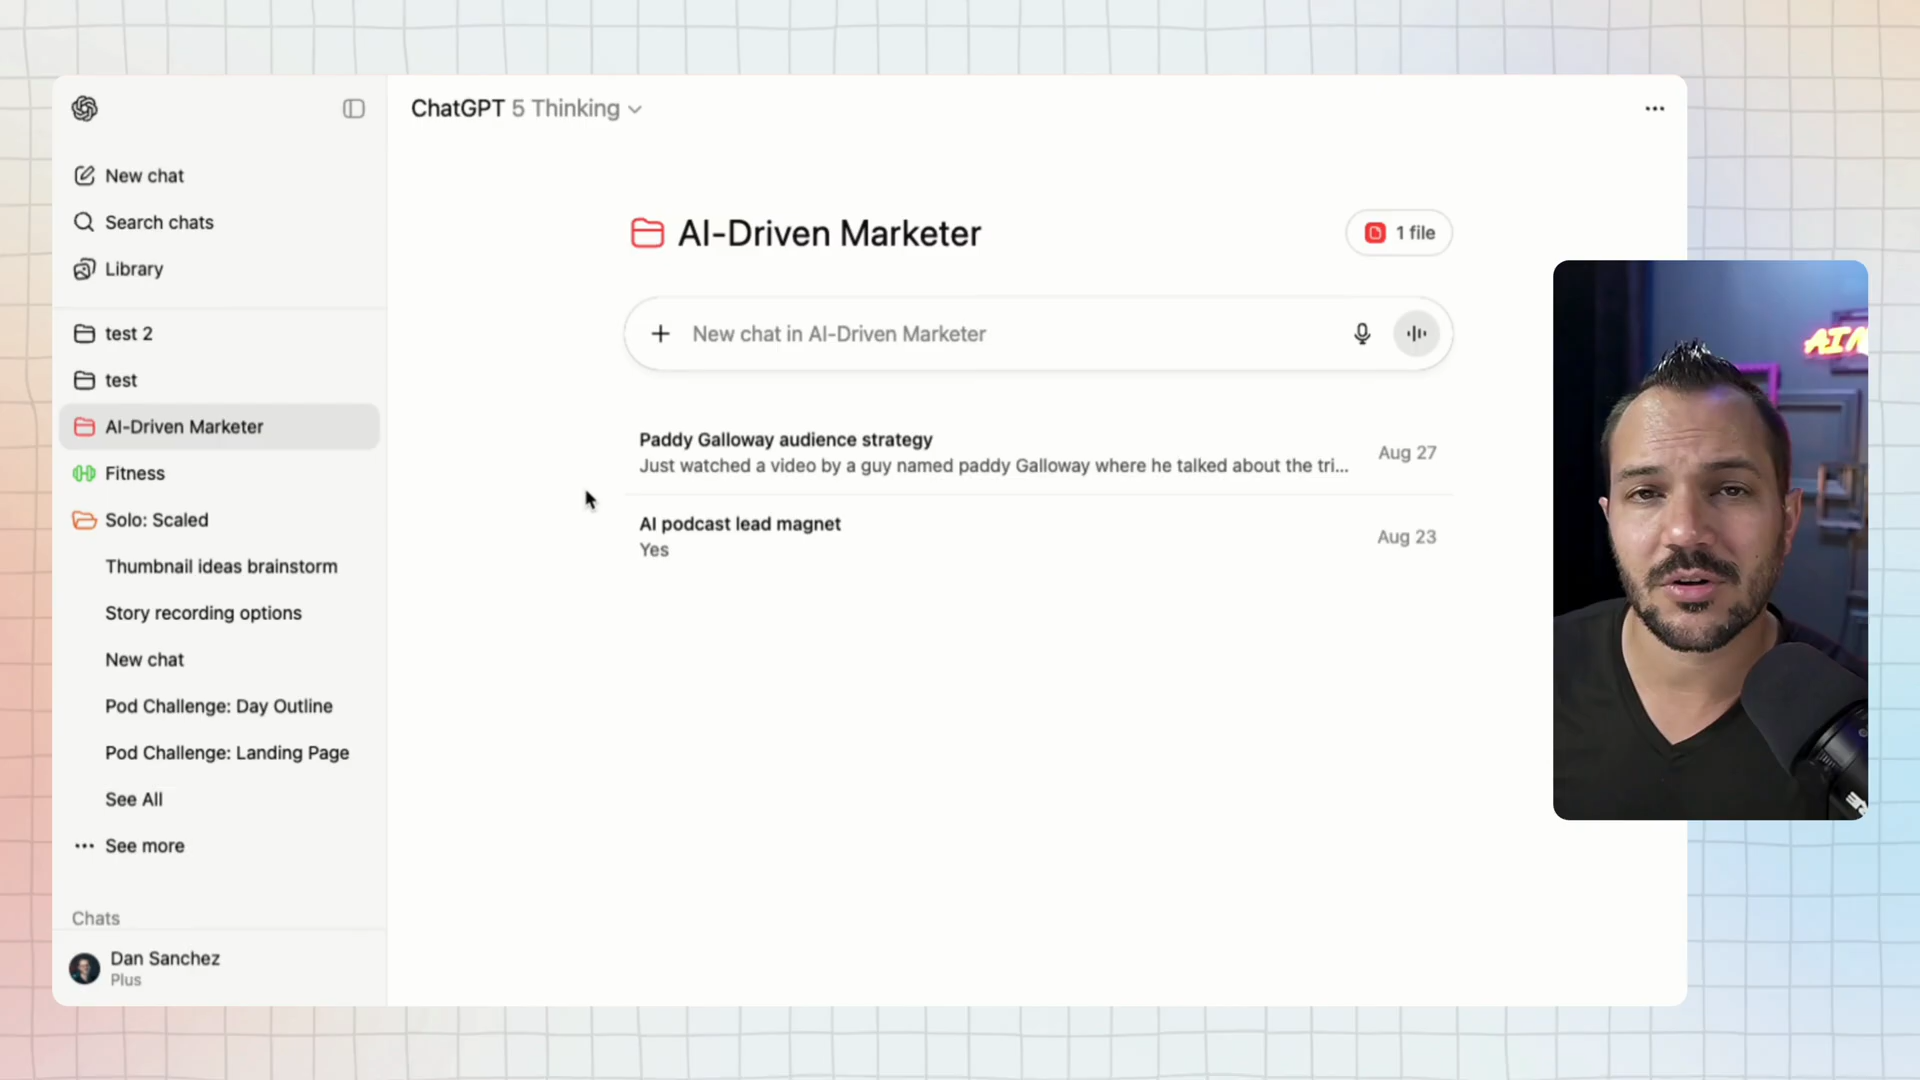 ChatGPT 5 Thinking
New chat
Search chats
Library
test 2
test
AI-Driven Marketer
Fitness
Solo: Scaled
Thumbnail ideas brainstorm
Story recording options
New chat
Pod Challenge: Day Outline
Pod Challenge: Landing Page
See All
See more
Chats
Dan Sanchez
Plus
AI-Driven Marketer
1 file
New chat in AI-Driven Marketer
Paddy Galloway audience strategy
Just watched a video by a guy named paddy Galloway where he talked about the tri...
Aug 27
AI podcast lead magnet
Yes
Aug 23